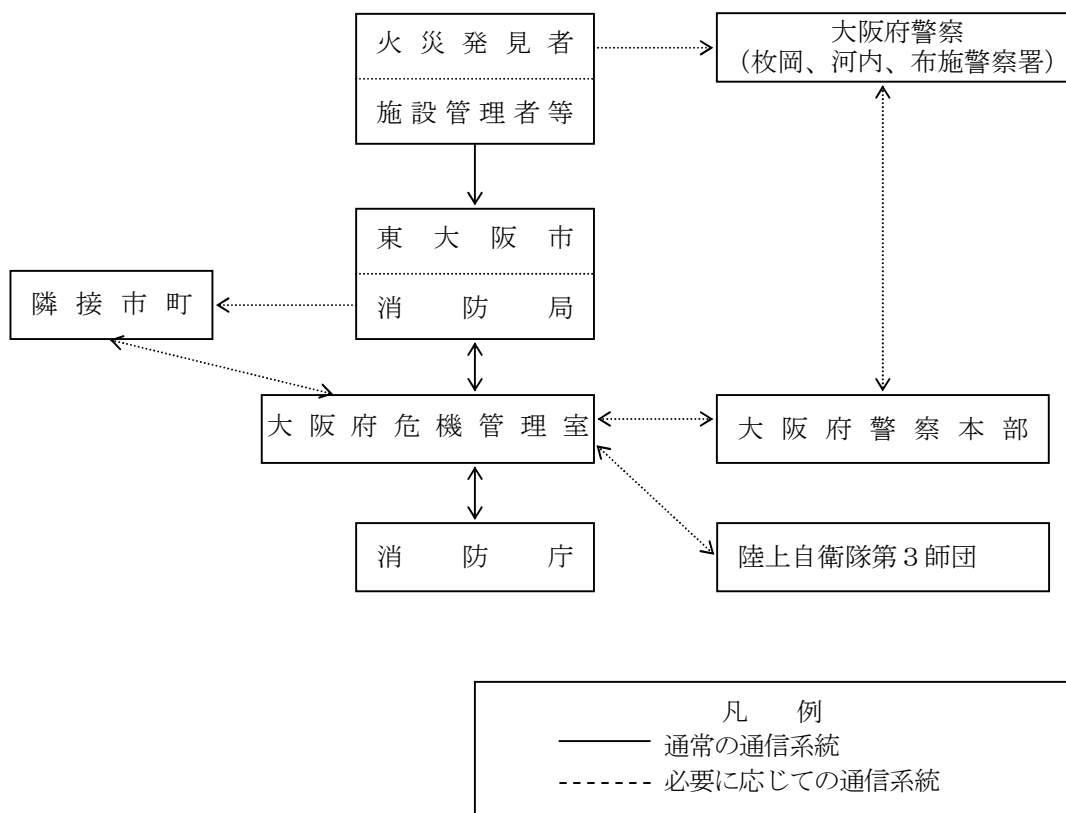 火災発見者
大阪府警察
（枚岡、河内、布施警察署）
施設管理者等
東大阪市
隣接市町
消防局
大阪府危機管理室
大阪府警察本部
消防庁
陸上自衛隊第３師団
凡　例
通常の通信系統
必要に応じての通信系統